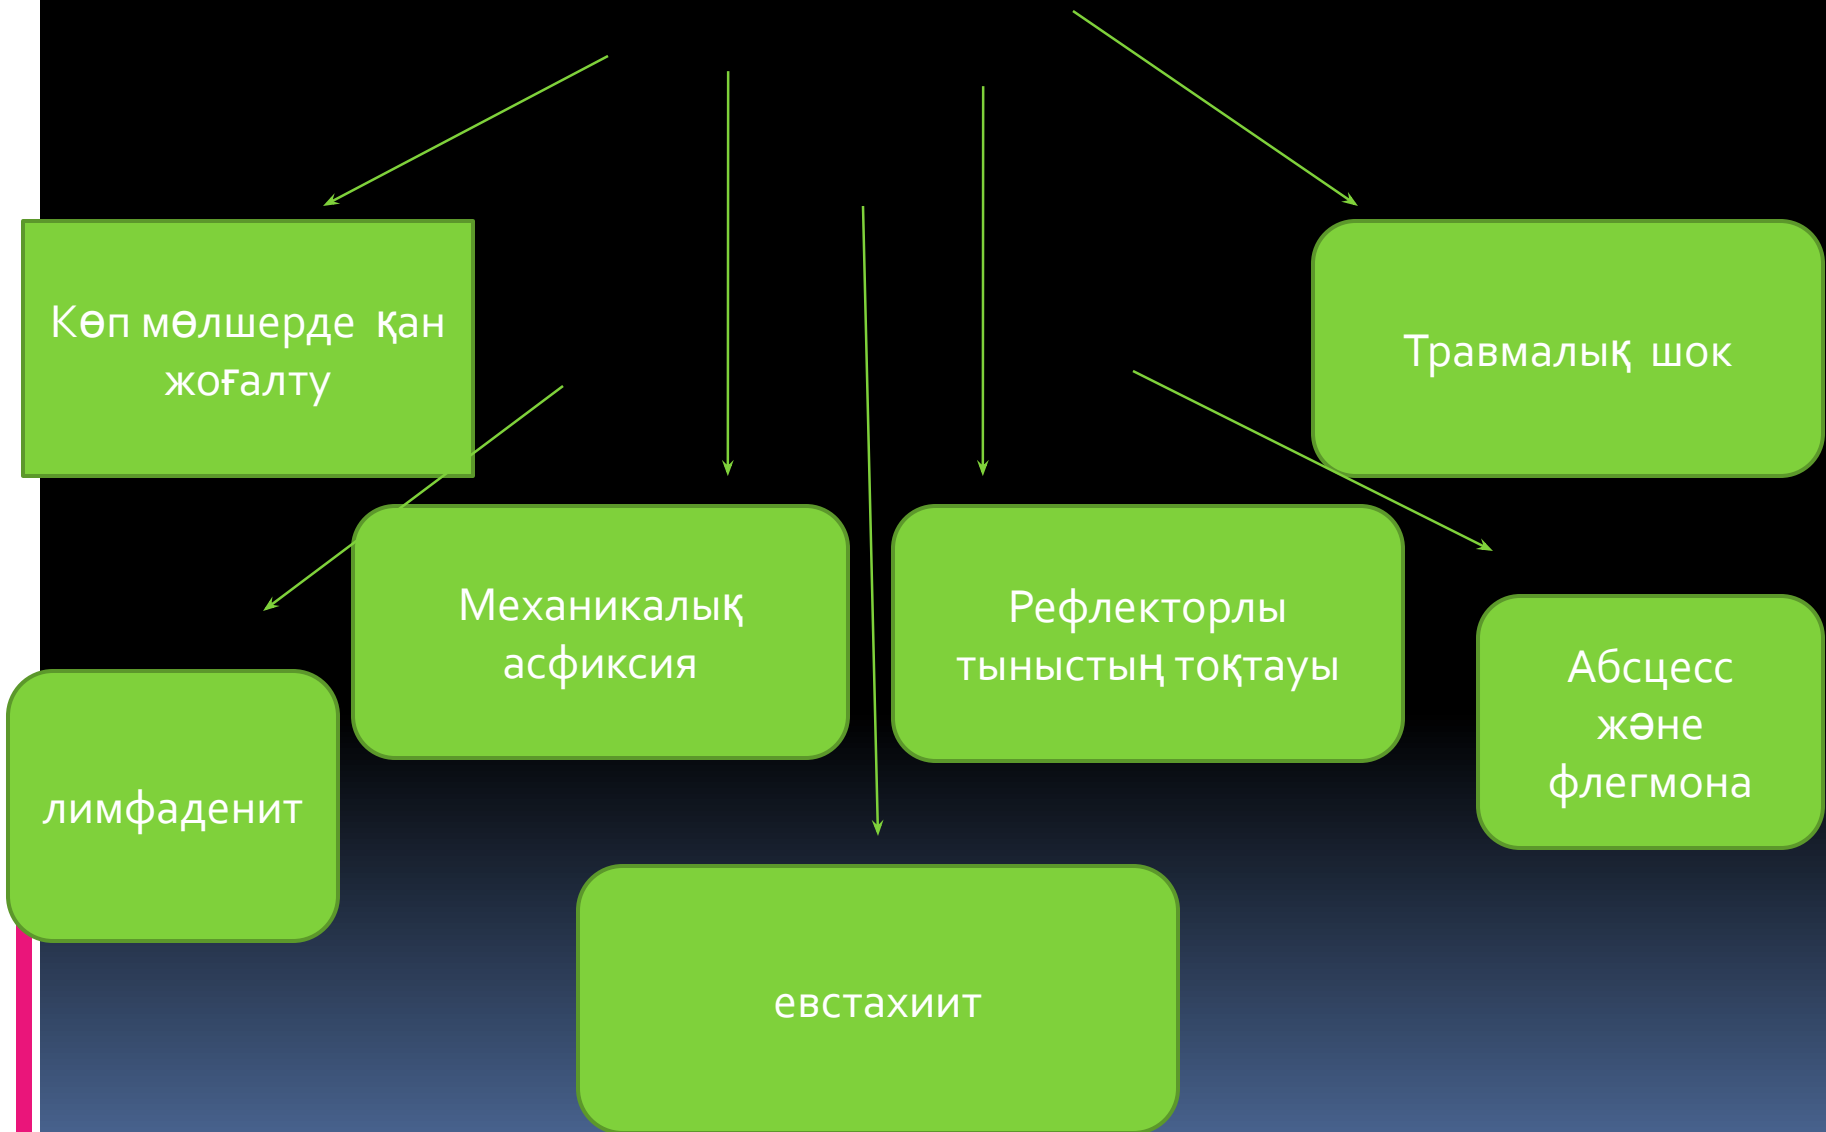 Көп мөлшерде қан
жоғалту
Травмалық шок
Механикалық
асфиксия
Рефлекторлы
тыныстың тоқтауы
Абсцесс
және
флегмона
лимфаденит
евстахиит